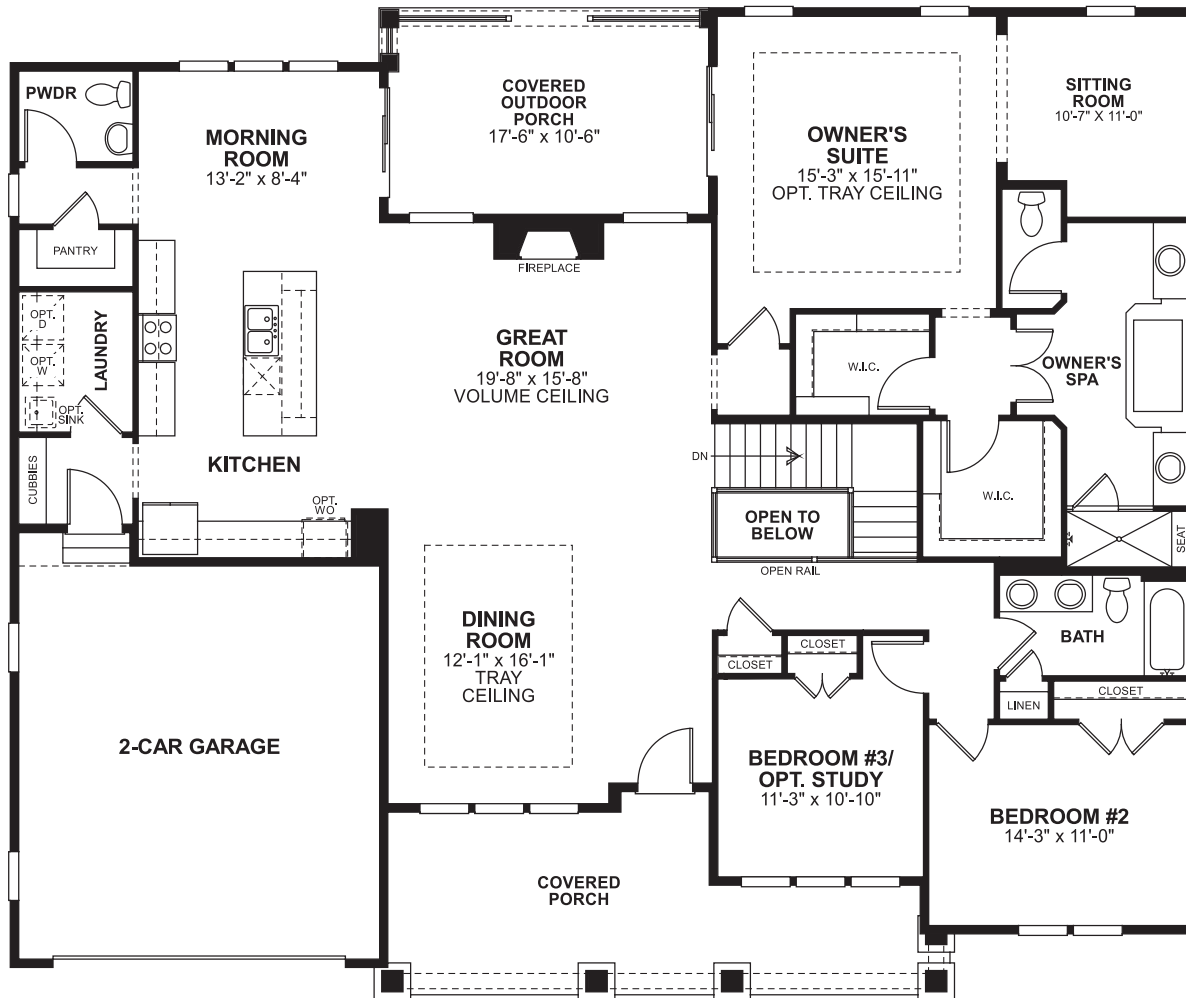 PWDR
MORNING
ROOM
13'-2" x 8'-4"
COVERED
OUTDOOR
PORCH
17'-6" x 10'-6"
OWNER'S
SUITE
15'-3" x 15'-11"
OPT. TRAY CEILING
SITTING
ROOM
10'-7" X 11'-0"
PANTRY
FIREPLACE
OPT.
D
OPT.
W
OPT.
SINK
LAUNDRY
GREAT
ROOM
19'-8" x 15'-8"
VOLUME CEILING
W.I.C.
OWNER'S
SPA
CUBBIES
KITCHEN
OPT.
WO
DN
OPEN TO
BELOW
OPEN RAIL
W.I.C.
SEAT
DINING
ROOM
12'-1" x 16'-1"
TRAY
CEILING
CLOSET
CLOSET
BATH
LINEN
CLOSET
2-CAR GARAGE
BEDROOM #3/
OPT. STUDY
11'-3" x 10'-10"
BEDROOM #2
14'-3" x 11'-0"
COVERED
PORCH